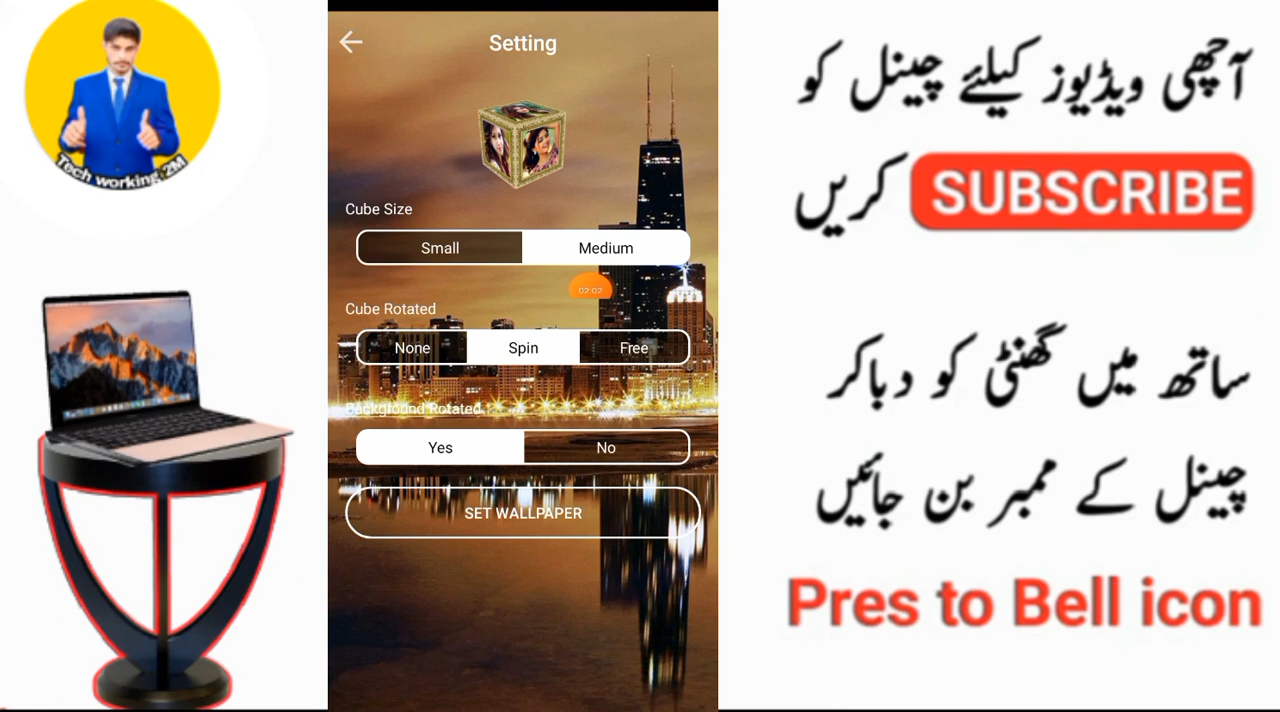 Tech working 2M
Setting
Cube Size
Small Medium
02:02
Cube Rotated
None Spin Free
Background Rotated
Yes No
SET WALLPAPER
آچھی ویڈیوز کیلئے چینل کو
SUBSCRIBE کریں
ساتھ میں گھنٹی کو دباکر
چینل کے ممبر بن جائیں
Pres to Bell icon